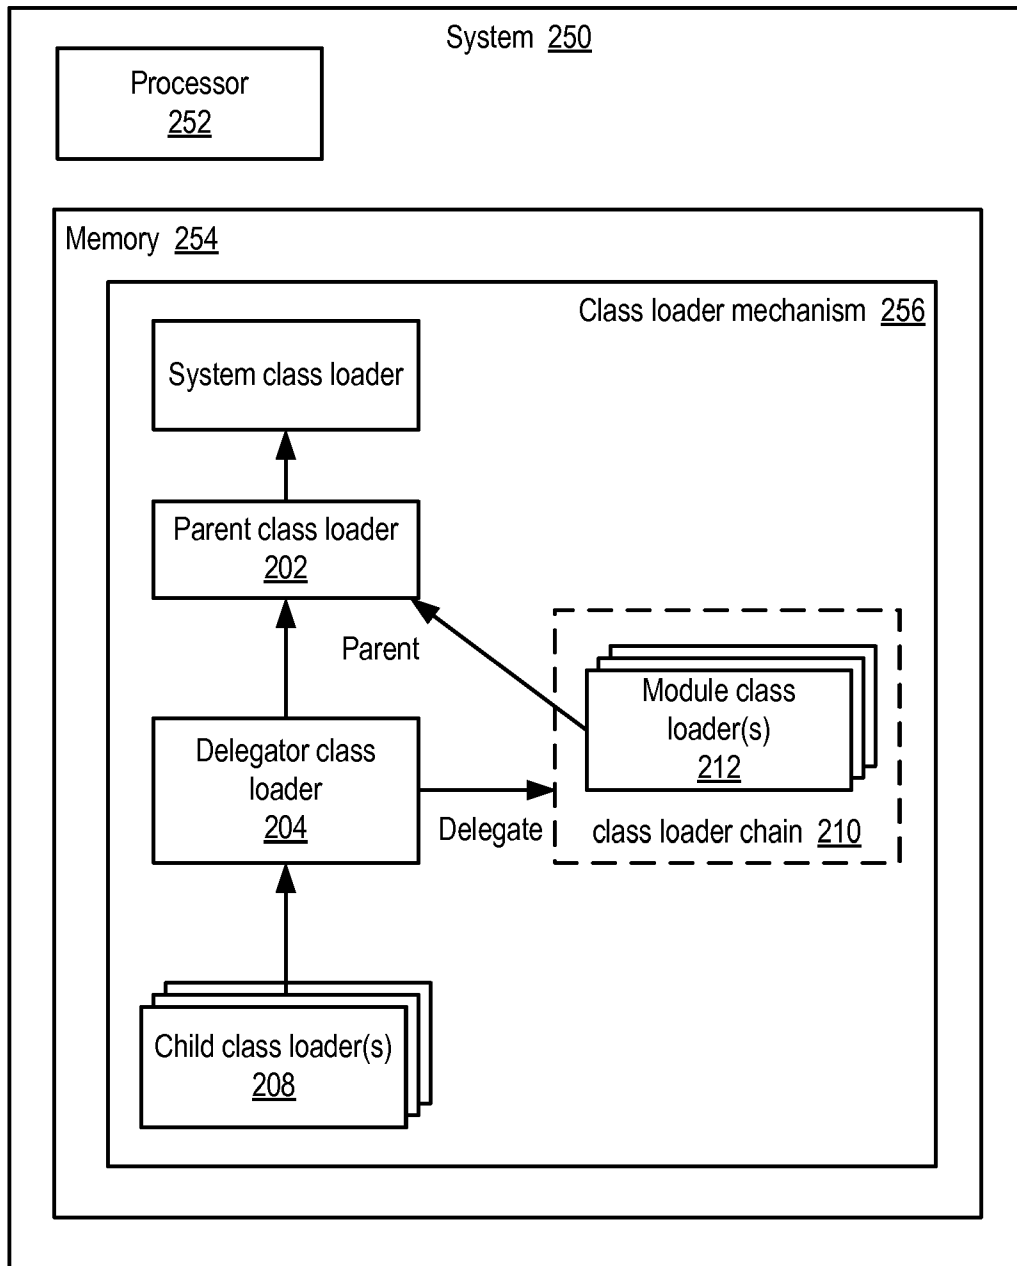 System 250
Processor
252
Memory 254
Class loader mechanism 256
System class loader
Parent class loader
202
Parent
Module class
loader(s)
212
Delegator class
loader
204
Delegate
class loader chain 210
Child class loader(s)
208